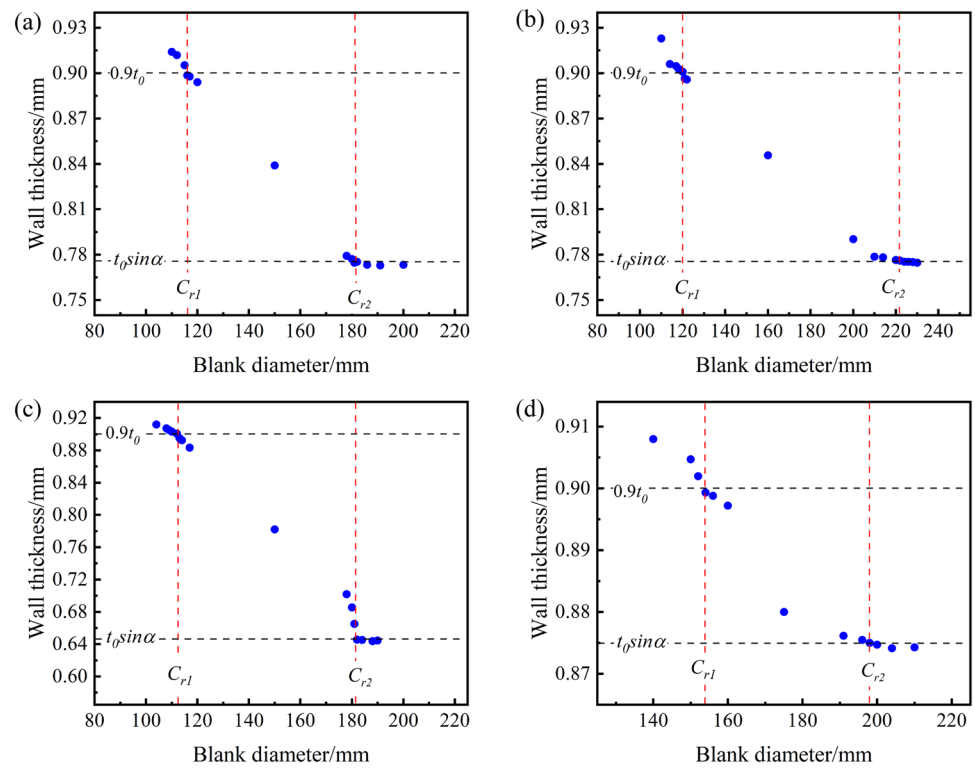 (a)
Wall thickness/mm
0.93
0.90
0.87
0.84
0.81
0.78
0.75
0.9t₀
t₀sinα
Cr1
Cr2
80 100 120 140 160 180 200 220
Blank diameter/mm
(b)
Wall thickness/mm
0.93
0.90
0.87
0.84
0.81
0.78
0.75
0.9t₀
t₀sinα
Cr1
Cr2
80 100 120 140 160 180 200 220 240
Blank diameter/mm
(c)
Wall thickness/mm
0.92
0.88
0.84
0.80
0.76
0.72
0.68
0.64
0.60
0.9t₀
t₀sinα
Cr1
Cr2
80 100 120 140 160 180 200 220
Blank diameter/mm
(d)
Wall thickness/mm
0.91
0.90
0.89
0.88
0.87
0.9t₀
t₀sinα
Cr1
Cr2
140 160 180 200 220
Blank diameter/mm